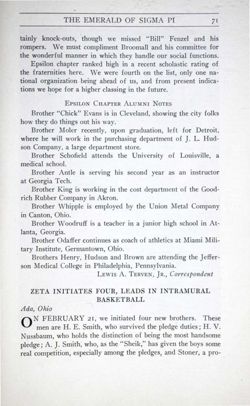 THE EMERALD OF SIGMA PI 71
tainly knock-outs, though we missed "Bill" Fenzel and his
rompers. We must compliment Broomall and his committee for
the wonderful manner in which they handle our social functions.
Epsilon chapter ranked high in a recent scholastic rating of
the fraternities here. We were fourth on the list, only one na-
tional organization being ahead of us, and from present indica-
tions we hope for a higher classing in the future.
EPSILON CHAPTER ALUMNI NOTES
Brother "Chick" Evans is in Cleveland, showing the city folks
how they do things out his way.
Brother Moler recently, upon graduation, left for Detroit,
where he will work in the purchasing department of J. L. Hud-
son Company, a large department store.
Brother Schofield attends the University of Louisville, a
medical school.
Brother Antle is serving his second year as an instructor
at Georgia Tech.
Brother King is working in the cost department of the Good-
rich Rubber Company in Akron.
Brother Whipple is employed by the Union Metal Company
in Canton, Ohio.
Brother Woodruff is a teacher in a junior high school in At-
lanta, Georgia.
Brother Odaffer continues as coach of athletics at Miami Mili-
tary Institute, Germantown, Ohio.
Brothers Henry, Hudson and Brown are attending the Jeffer-
son Medical College in Philadelphia, Pennsylvania.
LEWIS A. TERVEN, JR., Correspondent
ZETA INITIATES FOUR, LEADS IN INTRAMURAL
BASKETBALL
Ada, Ohio
ON FEBRUARY 21, we initiated four new brothers. These
men are H. E. Smith, who survived the pledge duties; H. V.
Nussbaum, who holds the distinction of being the most handsome
pledge; A. J. Smith, who, as the "Sheik," has given the boys some
real competition, especially among the pledges, and Stoner, a pro-